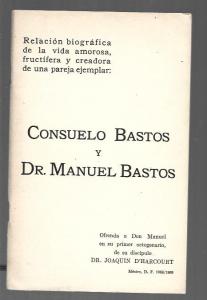 Relación biográfica
de la vida amorosa,
fructífera y creadora
de una pareja ejemplar:
CONSUELO BASTOS
Y
DR. MANUEL BASTOS
Ofrenda a Don Manuel
en su primer octogenario,
de su discípulo
DR. JOAQUIN D'HARCOURT
México, D. F.